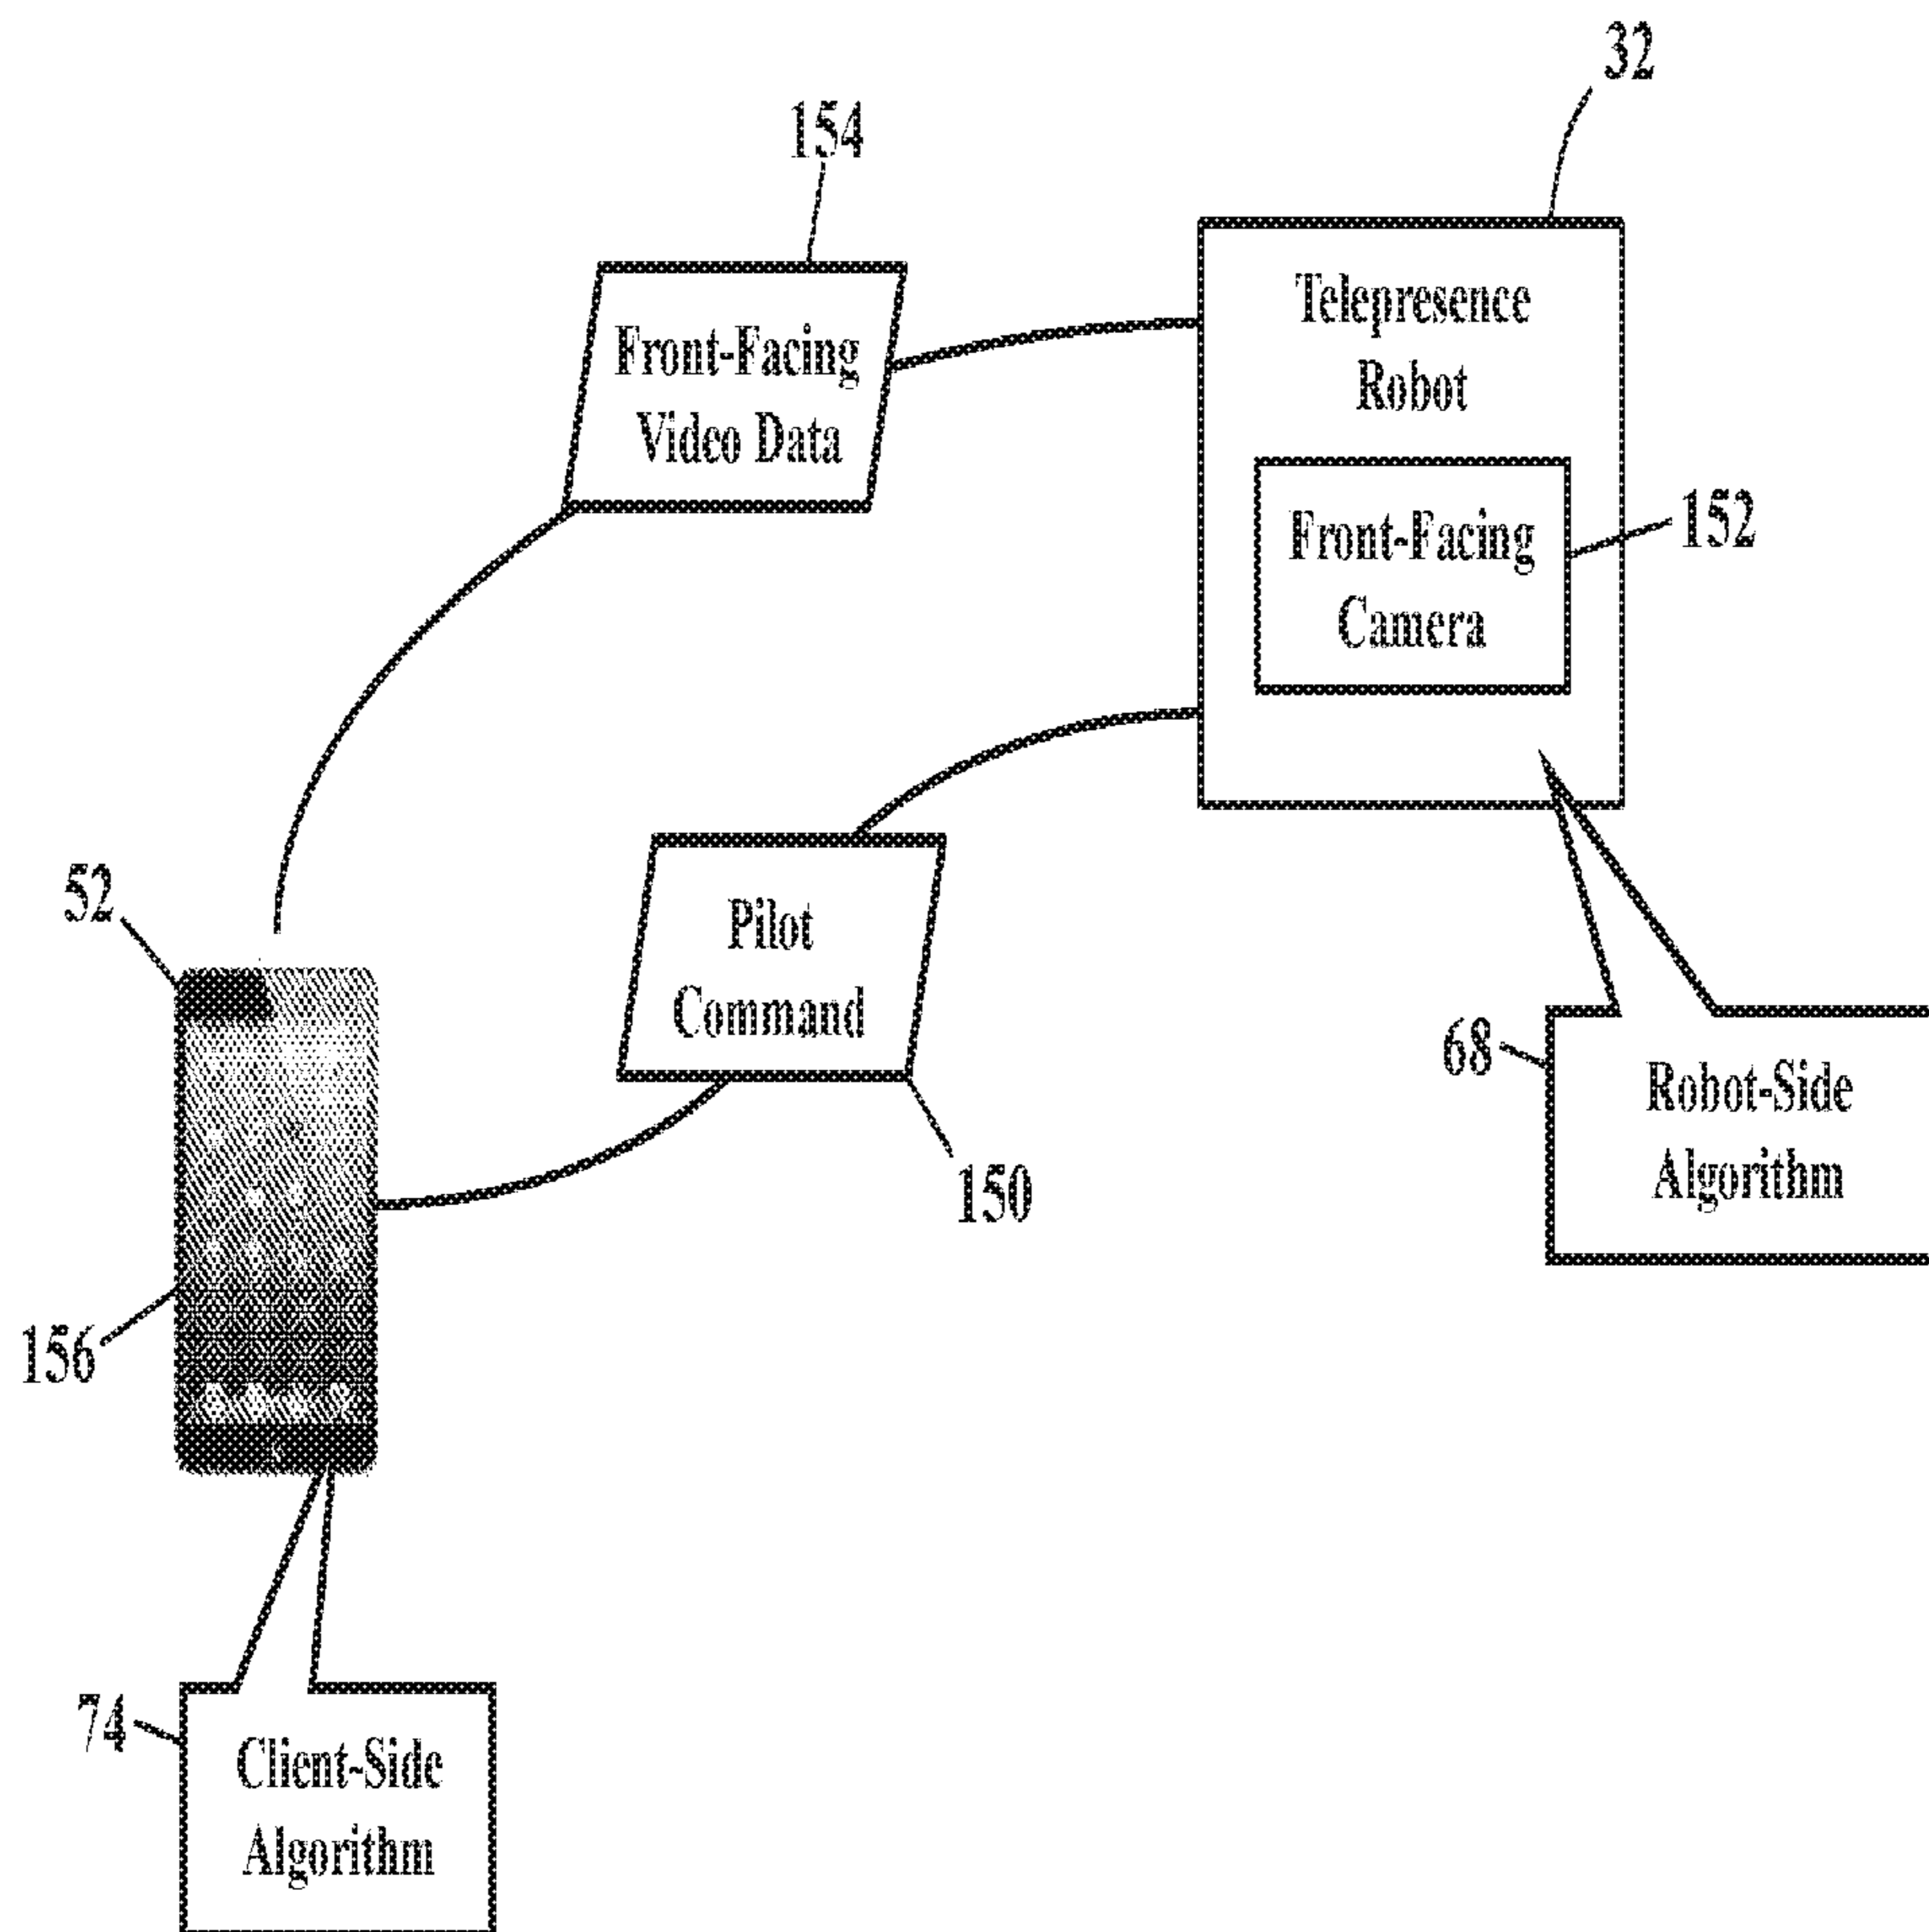 32
154
Telepresence
Robot
Front-Facing
Video Data
Front-Facing
Camera
152
52
Pilot
Command
68
Robot-Side
Algorithm
150
156
74
Client-Side
Algorithm